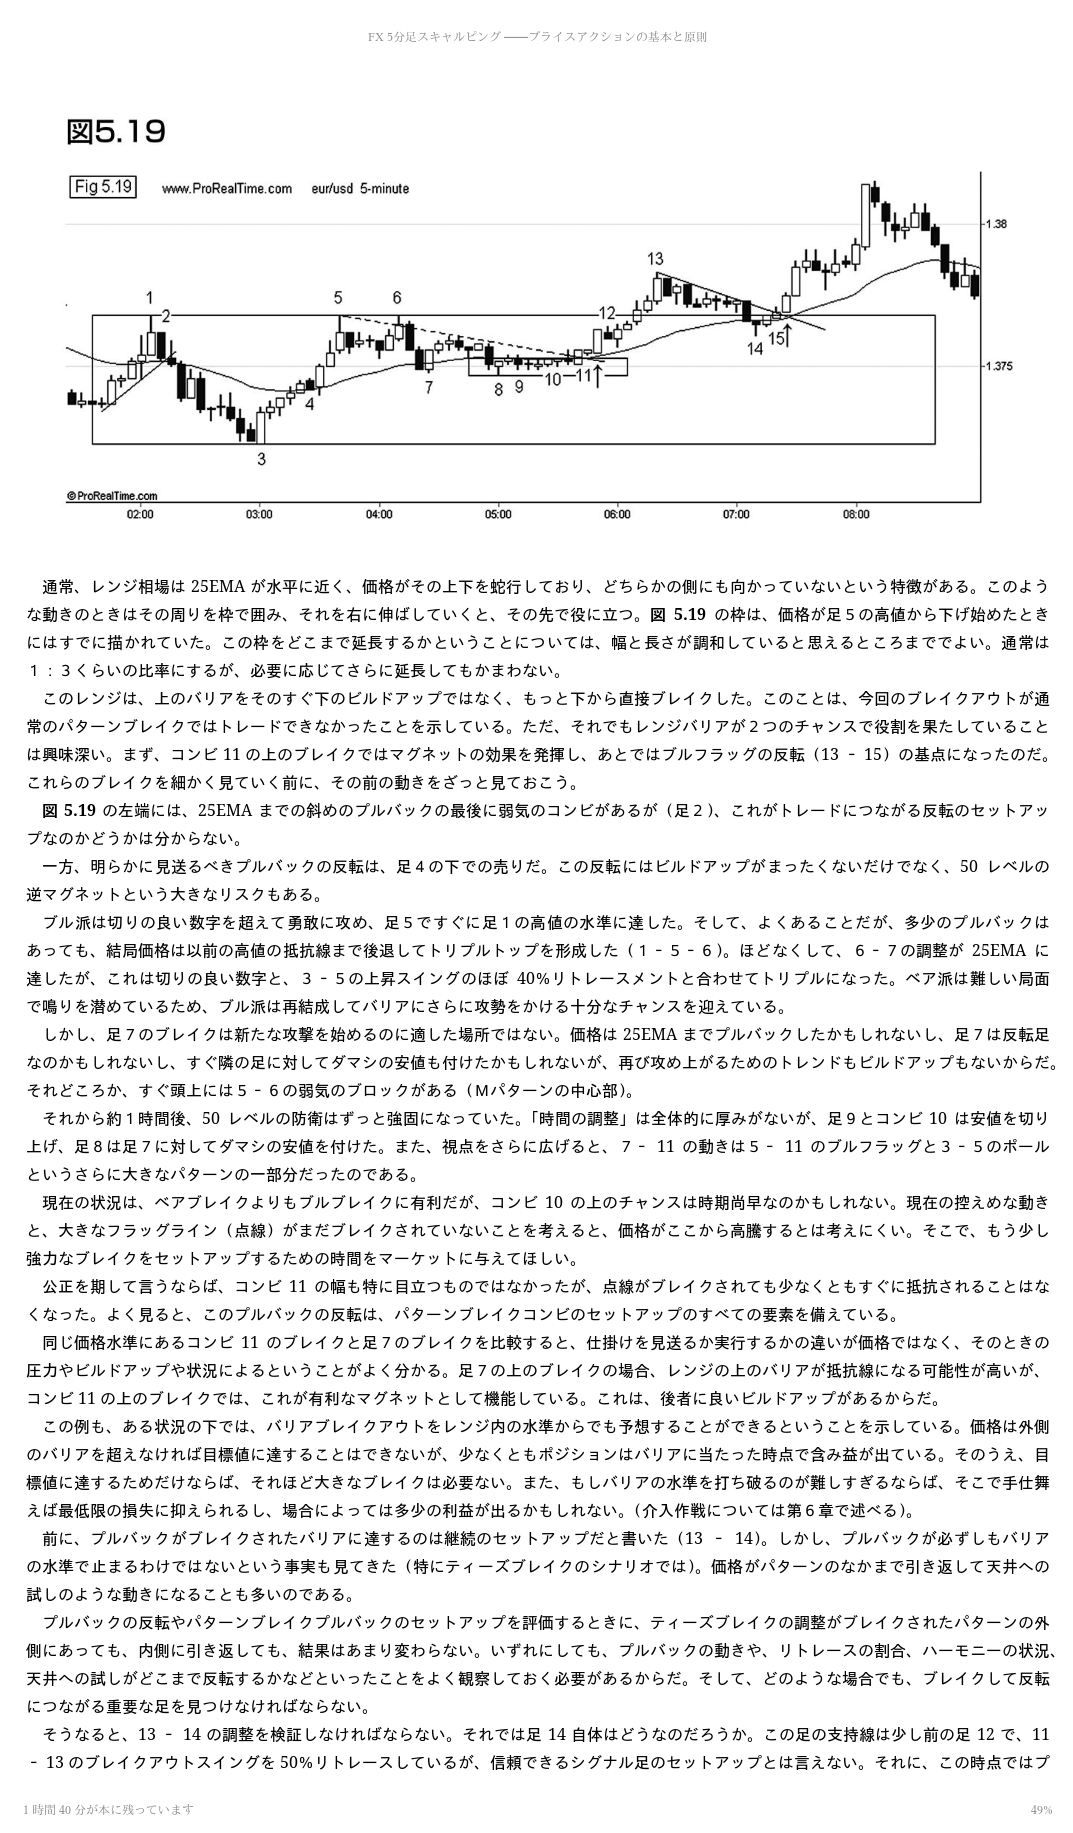 FX 5分足スキャルピング ――プライスアクションの基本と原則
図5.19
Fig 5.19 www.ProRealTime.com eur/usd 5-minute
1.38
13
1 5 6
2 12
15
14
1.375
7 8 9 10 11
4
3
©ProRealTime.com
02:00 03:00 04:00 05:00 06:00 07:00 08:00
通常、レンジ相場は 25EMA が水平に近く、価格がその上下を蛇行しており、どちらかの側にも向かっていないという特徴がある。このよう
な動きのときはその周りを枠で囲み、それを右に伸ばしていくと、その先で役に立つ。図 5.19 の枠は、価格が足５の高値から下げ始めたとき
にはすでに描かれていた。この枠をどこまで延長するかということについては、幅と長さが調和していると思えるところまででよい。通常は
１：３くらいの比率にするが、必要に応じてさらに延長してもかまわない。
このレンジは、上のバリアをそのすぐ下のビルドアップではなく、もっと下から直接ブレイクした。このことは、今回のブレイクアウトが通
常のパターンブレイクではトレードできなかったことを示している。ただ、それでもレンジバリアが２つのチャンスで役割を果たしていること
は興味深い。まず、コンビ 11 の上のブレイクではマグネットの効果を発揮し、あとではブルフラッグの反転（13 － 15）の基点になったのだ。
これらのブレイクを細かく見ていく前に、その前の動きをざっと見ておこう。
図 5.19 の左端には、25EMA までの斜めのプルバックの最後に弱気のコンビがあるが（足２）、これがトレードにつながる反転のセットアッ
プなのかどうかは分からない。
一方、明らかに見送るべきプルバックの反転は、足４の下での売りだ。この反転にはビルドアップがまったくないだけでなく、50 レベルの
逆マグネットという大きなリスクもある。
ブル派は切りの良い数字を超えて勇敢に攻め、足５ですぐに足１の高値の水準に達した。そして、よくあることだが、多少のプルバックは
あっても、結局価格は以前の高値の抵抗線まで後退してトリプルトップを形成した（１－５－６）。ほどなくして、６－７の調整が 25EMA に
達したが、これは切りの良い数字と、３－５の上昇スイングのほぼ 40％リトレースメントと合わせてトリプルになった。ベア派は難しい局面
で鳴りを潜めているため、ブル派は再結成してバリアにさらに攻勢をかける十分なチャンスを迎えている。
しかし、足７のブレイクは新たな攻撃を始めるのに適した場所ではない。価格は 25EMA までプルバックしたかもしれないし、足７は反転足
なのかもしれないし、すぐ隣の足に対してダマシの安値も付けたかもしれないが、再び攻め上がるためのトレンドもビルドアップもないからだ。
それどころか、すぐ頭上には５－６の弱気のブロックがある（Ｍパターンの中心部）。
それから約１時間後、50 レベルの防衛はずっと強固になっていた。「時間の調整」は全体的に厚みがないが、足９とコンビ 10 は安値を切り
上げ、足８は足７に対してダマシの安値を付けた。また、視点をさらに広げると、７－ 11 の動きは５－ 11 のブルフラッグと３－５のポール
というさらに大きなパターンの一部分だったのである。
現在の状況は、ベアブレイクよりもブルブレイクに有利だが、コンビ 10 の上のチャンスは時期尚早なのかもしれない。現在の控えめな動き
と、大きなフラッグライン（点線）がまだブレイクされていないことを考えると、価格がここから高騰するとは考えにくい。そこで、もう少し
強力なブレイクをセットアップするための時間をマーケットに与えてほしい。
公正を期して言うならば、コンビ 11 の幅も特に目立つものではなかったが、点線がブレイクされても少なくともすぐに抵抗されることはな
くなった。よく見ると、このプルバックの反転は、パターンブレイクコンビのセットアップのすべての要素を備えている。
同じ価格水準にあるコンビ 11 のブレイクと足７のブレイクを比較すると、仕掛けを見送るか実行するかの違いが価格ではなく、そのときの
圧力やビルドアップや状況によるということがよく分かる。足７の上のブレイクの場合、レンジの上のバリアが抵抗線になる可能性が高いが、
コンビ 11 の上のブレイクでは、これが有利なマグネットとして機能している。これは、後者に良いビルドアップがあるからだ。
この例も、ある状況の下では、バリアブレイクアウトをレンジ内の水準からでも予想することができるということを示している。価格は外側
のバリアを超えなければ目標値に達することはできないが、少なくともポジションはバリアに当たった時点で含み益が出ている。そのうえ、目
標値に達するためだけならば、それほど大きなブレイクは必要ない。また、もしバリアの水準を打ち破るのが難しすぎるならば、そこで手仕舞
えば最低限の損失に抑えられるし、場合によっては多少の利益が出るかもしれない。（介入作戦については第６章で述べる）。
前に、プルバックがブレイクされたバリアに達するのは継続のセットアップだと書いた（13 － 14）。しかし、プルバックが必ずしもバリア
の水準で止まるわけではないという事実も見てきた（特にティーズブレイクのシナリオでは）。価格がパターンのなかまで引き返して天井への
試しのような動きになることも多いのである。
プルバックの反転やパターンブレイクプルバックのセットアップを評価するときに、ティーズブレイクの調整がブレイクされたパターンの外
側にあっても、内側に引き返しても、結果はあまり変わらない。いずれにしても、プルバックの動きや、リトレースの割合、ハーモニーの状況、
天井への試しがどこまで反転するかなどといったことをよく観察しておく必要があるからだ。そして、どのような場合でも、ブレイクして反転
につながる重要な足を見つけなければならない。
そうなると、13 － 14 の調整を検証しなければならない。それでは足 14 自体はどうなのだろうか。この足の支持線は少し前の足 12 で、11
－ 13 のブレイクアウトスイングを 50％リトレースしているが、信頼できるシグナル足のセットアップとは言えない。それに、この時点ではプ
1 時間 40 分が本に残っています 49%